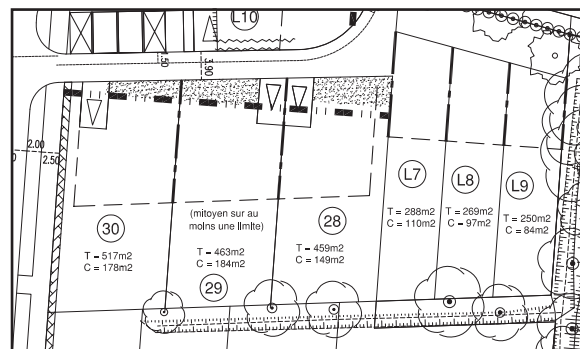 L10
.50
3.90
2.00
2.50
L7
L8
L9
T = 288m2
C = 110m2
T = 269m2
C = 97m2
T = 250m2
C = 84m2
30
(mitoyen sur au
moins une limite)
28
T = 517m2
C = 178m2
T = 463m2
C = 184m2
T = 459m2
C = 149m2
29